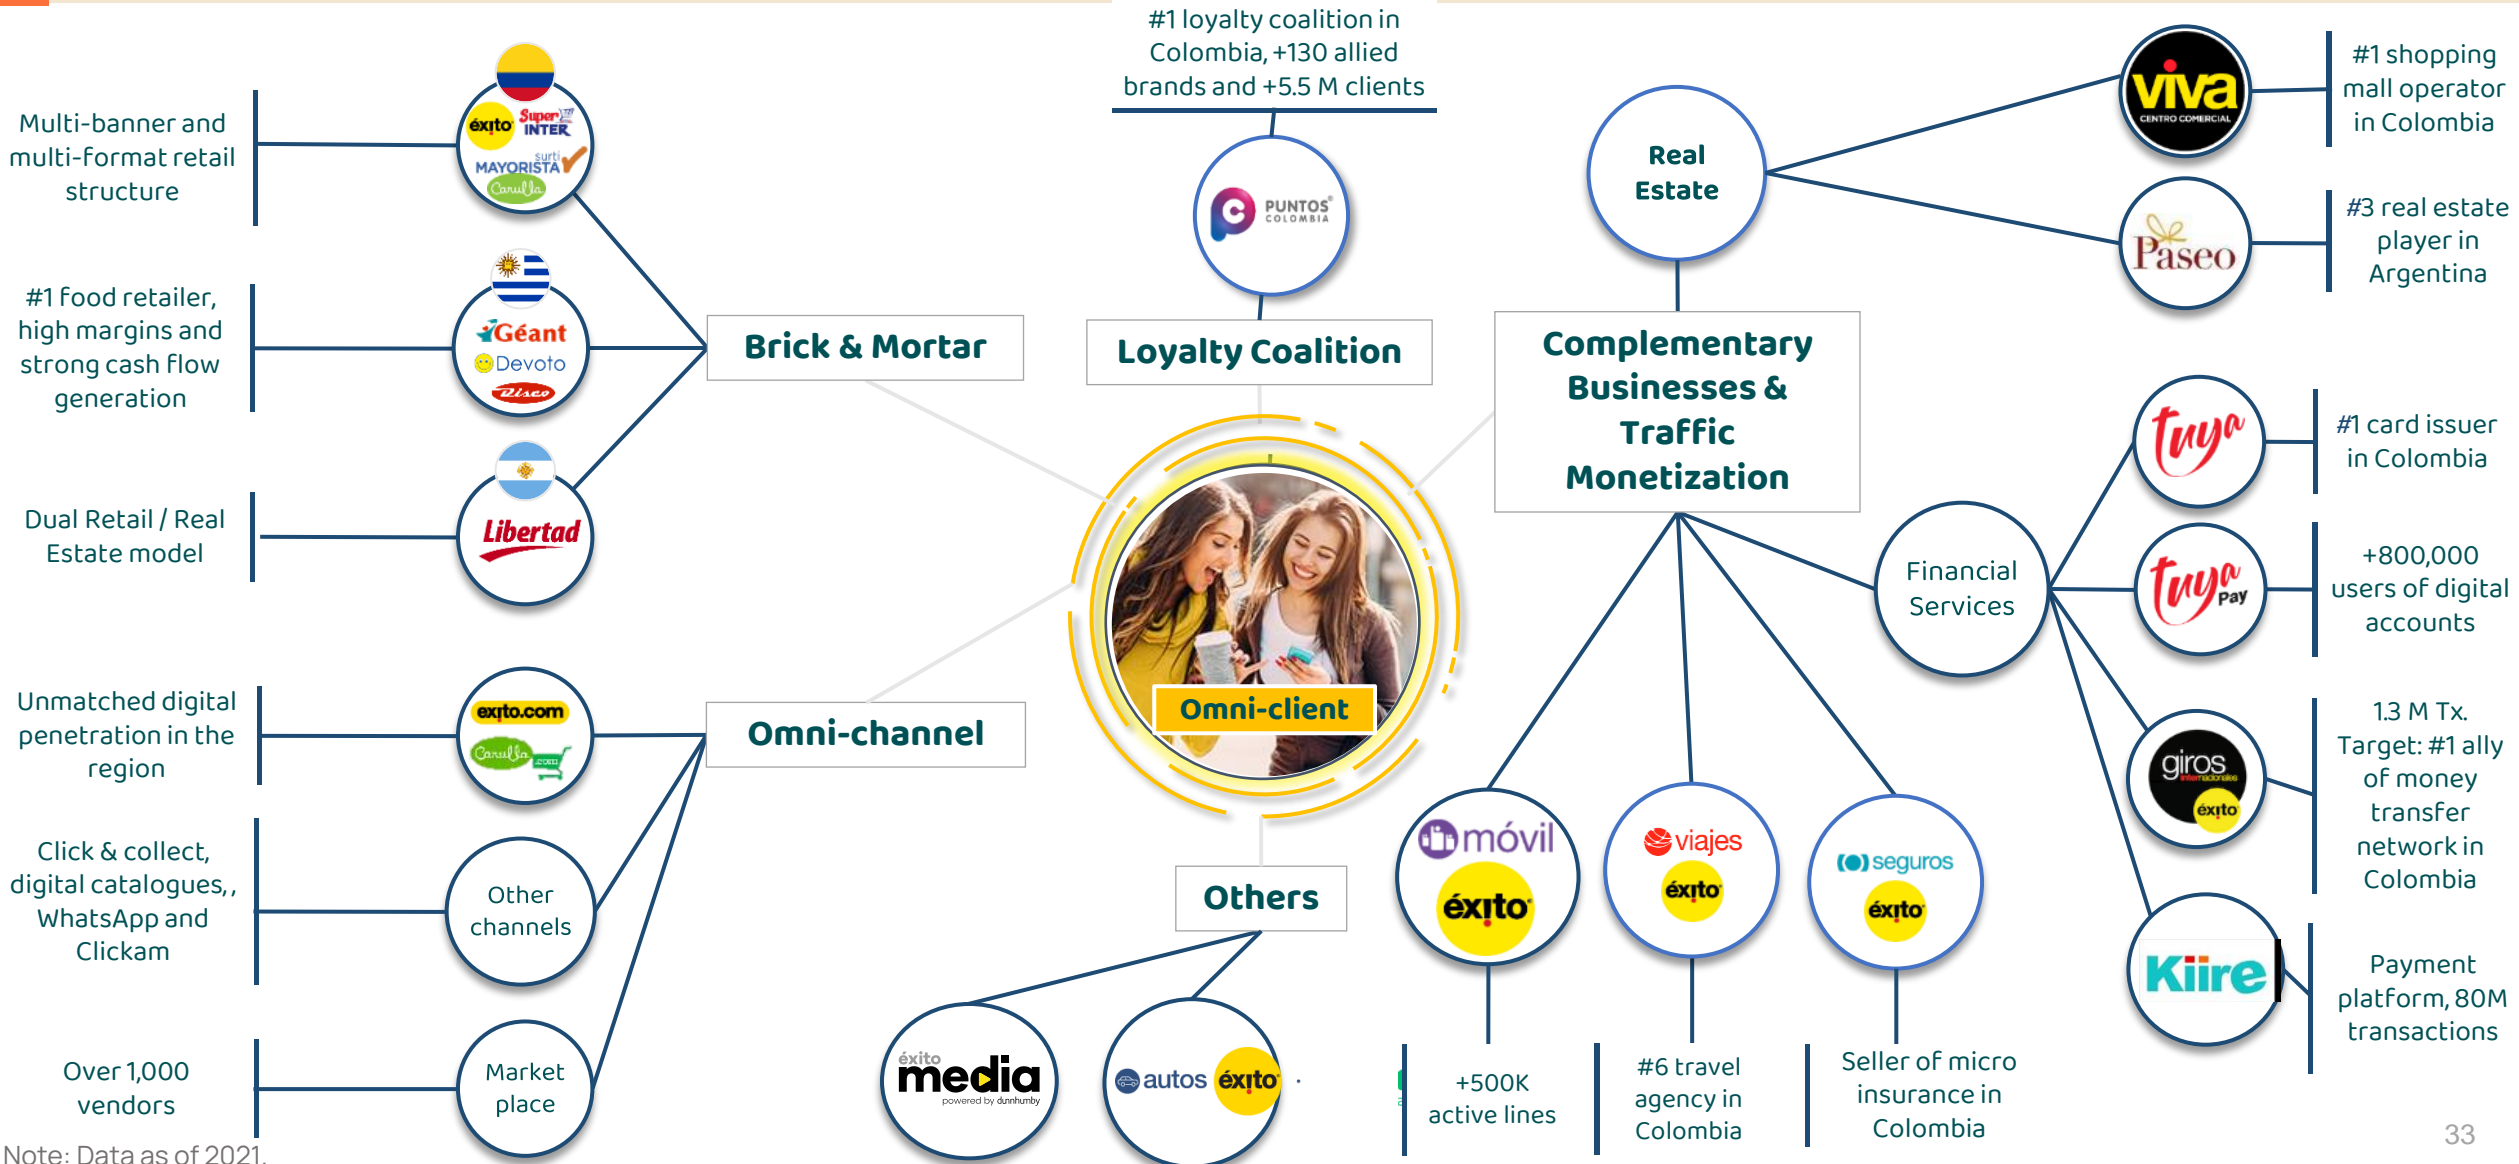 #1 loyalty coalition in
Colombia, +130 allied
brands and +5.5 M clients
PUNTOS
COLOMBIA
Loyalty Coalition
Multi-banner and
multi-format retail
structure
éxito
Super
INTER
surti
MAYORISTA
Carulla
#1 food retailer,
high margins and
strong cash flow
generation
Géant
Devoto
Disco
Dual Retail / Real
Estate model
Libertad
Brick & Mortar
Unmatched digital
penetration in the
region
exito.com
Carulla
.com
Click & collect,
digital catalogues, ,
WhatsApp and
Clickam
Other
channels
Over 1,000
vendors
Market
place
Omni-channel
Omni-client
Others
éxito
media
powered by dunnhumby
autos éxito
Complementary
Businesses &
Traffic
Monetization
Real
Estate
viva
CENTRO COMERCIAL
#1 shopping
mall operator
in Colombia
Paseo
#3 real estate
player in
Argentina
Financial
Services
tuya
#1 card issuer
in Colombia
tuya
Pay
+800,000
users of digital
accounts
giros
internacionales
éxito
1.3 M Tx.
Target: #1 ally
of money
transfer
network in
Colombia
Kiire
Payment
platform, 80M
transactions
móvil
éxito
+500K
active lines
viajes
éxito
#6 travel
agency in
Colombia
seguros
éxito
Seller of micro
insurance in
Colombia
Note: Data as of 2021.
33